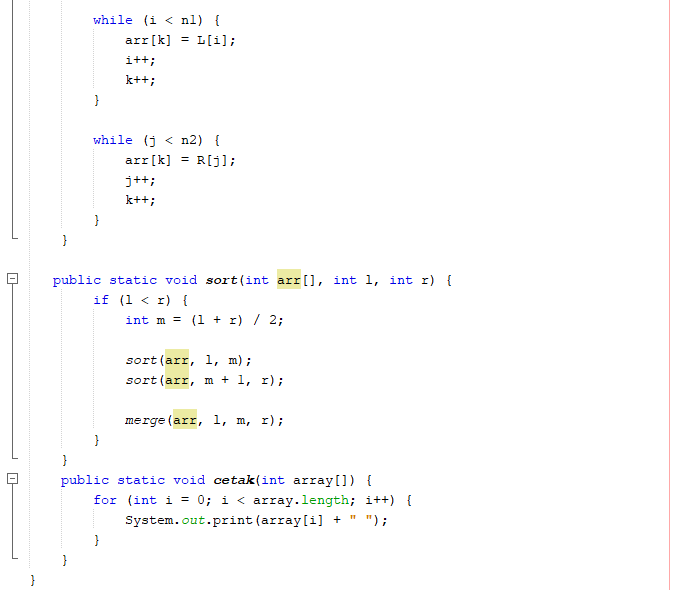 while (i < n1) {
arr[k] = L[i];
i++;
k++;
}
while (j < n2) {
arr[k] = R[j];
j++;
k++;
}
}
public static void sort(int arr[], int l, int r) {
if (l < r) {
int m = (l + r) / 2;
sort(arr, l, m);
sort(arr, m + 1, r);
merge(arr, l, m, r);
}
}
public static void cetak(int array[]) {
for (int i = 0; i < array.length; i++) {
System.out.print(array[i] + " ");
}
}
}